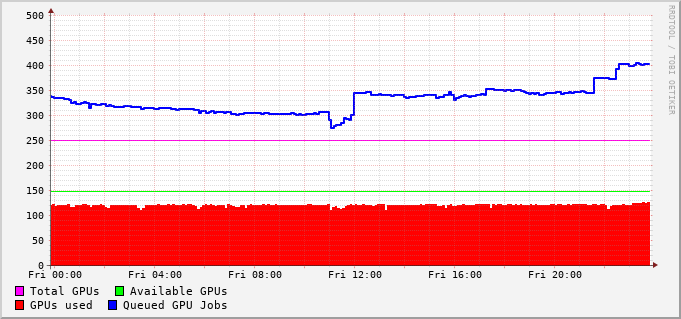 500
450
400
350
300
250
200
150
100
50
0
Fri 00:00 Fri 04:00 Fri 08:00 Fri 12:00 Fri 16:00 Fri 20:00
Total GPUs Available GPUs
GPUs used Queued GPU Jobs
RRDTOOL / TOBI OETIKER